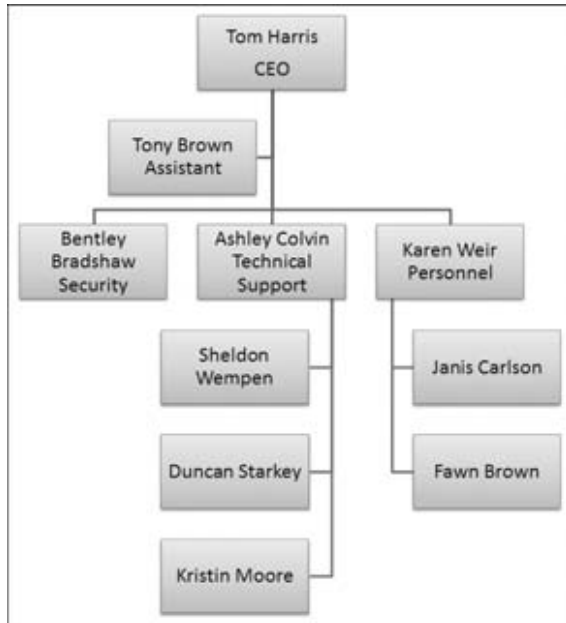 Tom Harris
CEO
Tony Brown
Assistant
Bentley
Bradshaw
Security
Ashley Colvin
Technical
Support
Karen Weir
Personnel
Sheldon
Wempen
Janis Carlson
Duncan Starkey
Fawn Brown
Kristin Moore